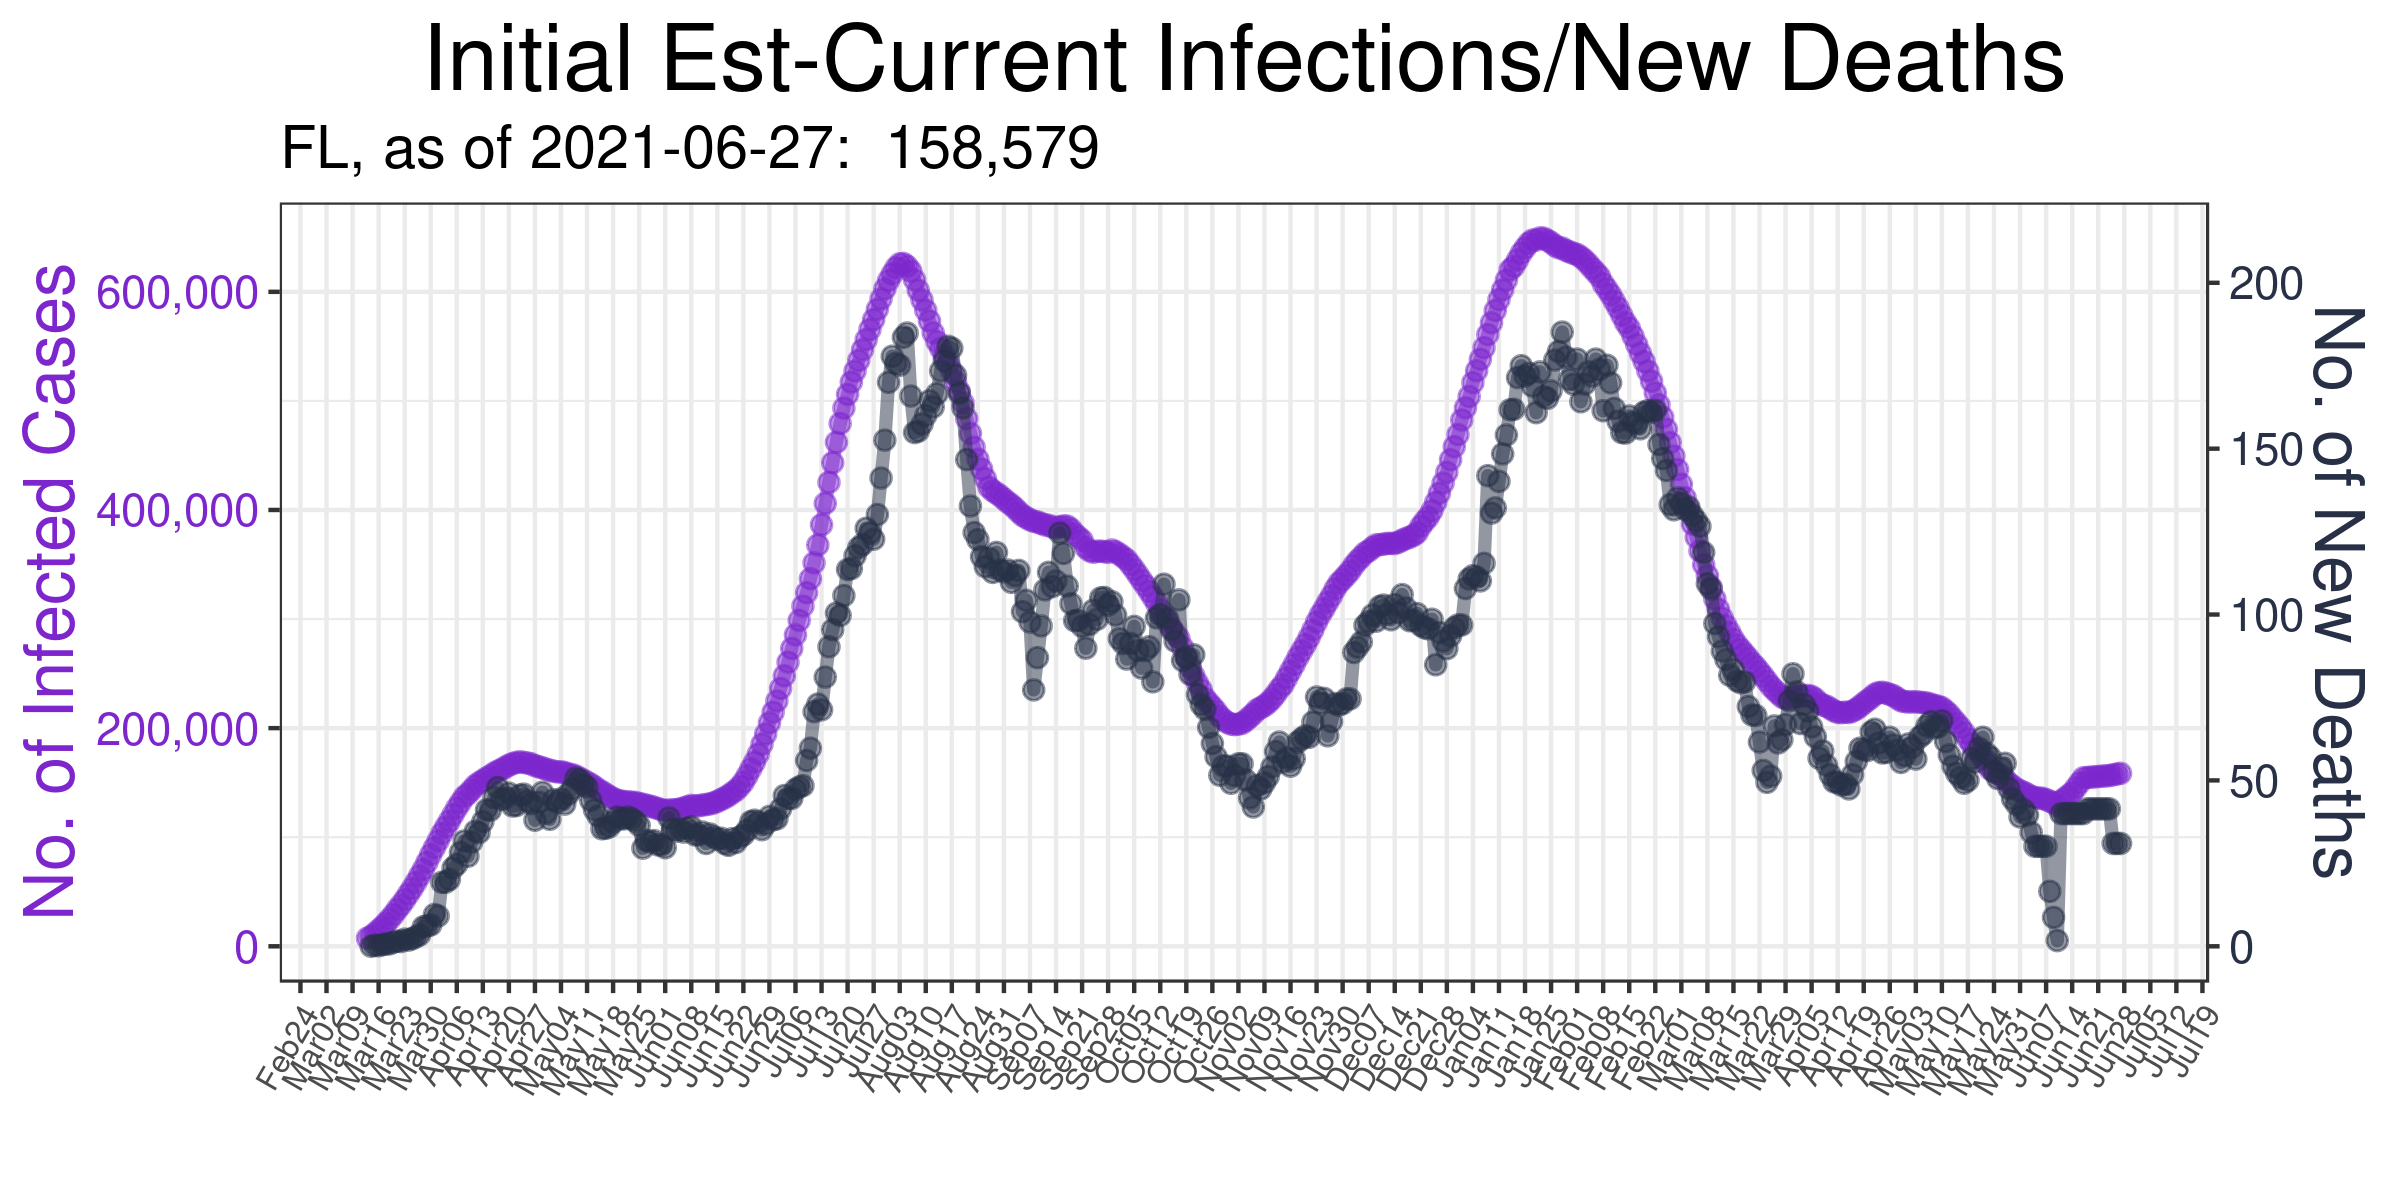 Initial Est-Current Infections/New Deaths
FL, as of 2021-06-27:  158,579
No. of Infected Cases
600,000
400,000
200,000
0
200
150
100
50
0
No. of New Deaths
Feb24
Mar02
Mar09
Mar16
Mar23
Mar30
Apr06
Apr13
Apr20
Apr27
May04
May11
May18
May25
Jun01
Jun08
Jun15
Jun22
Jun29
Jul06
Jul13
Jul20
Jul27
Aug03
Aug10
Aug17
Aug24
Aug31
Sep07
Sep14
Sep21
Sep28
Oct05
Oct12
Oct19
Oct26
Nov02
Nov09
Nov16
Nov23
Nov30
Dec07
Dec14
Dec21
Dec28
Jan04
Jan11
Jan18
Jan25
Feb01
Feb08
Feb15
Feb22
Mar01
Mar08
Mar15
Mar22
Mar29
Apr05
Apr12
Apr19
Apr26
May03
May10
May17
May24
May31
Jun07
Jun14
Jun21
Jun28
Jul05
Jul12
Jul19